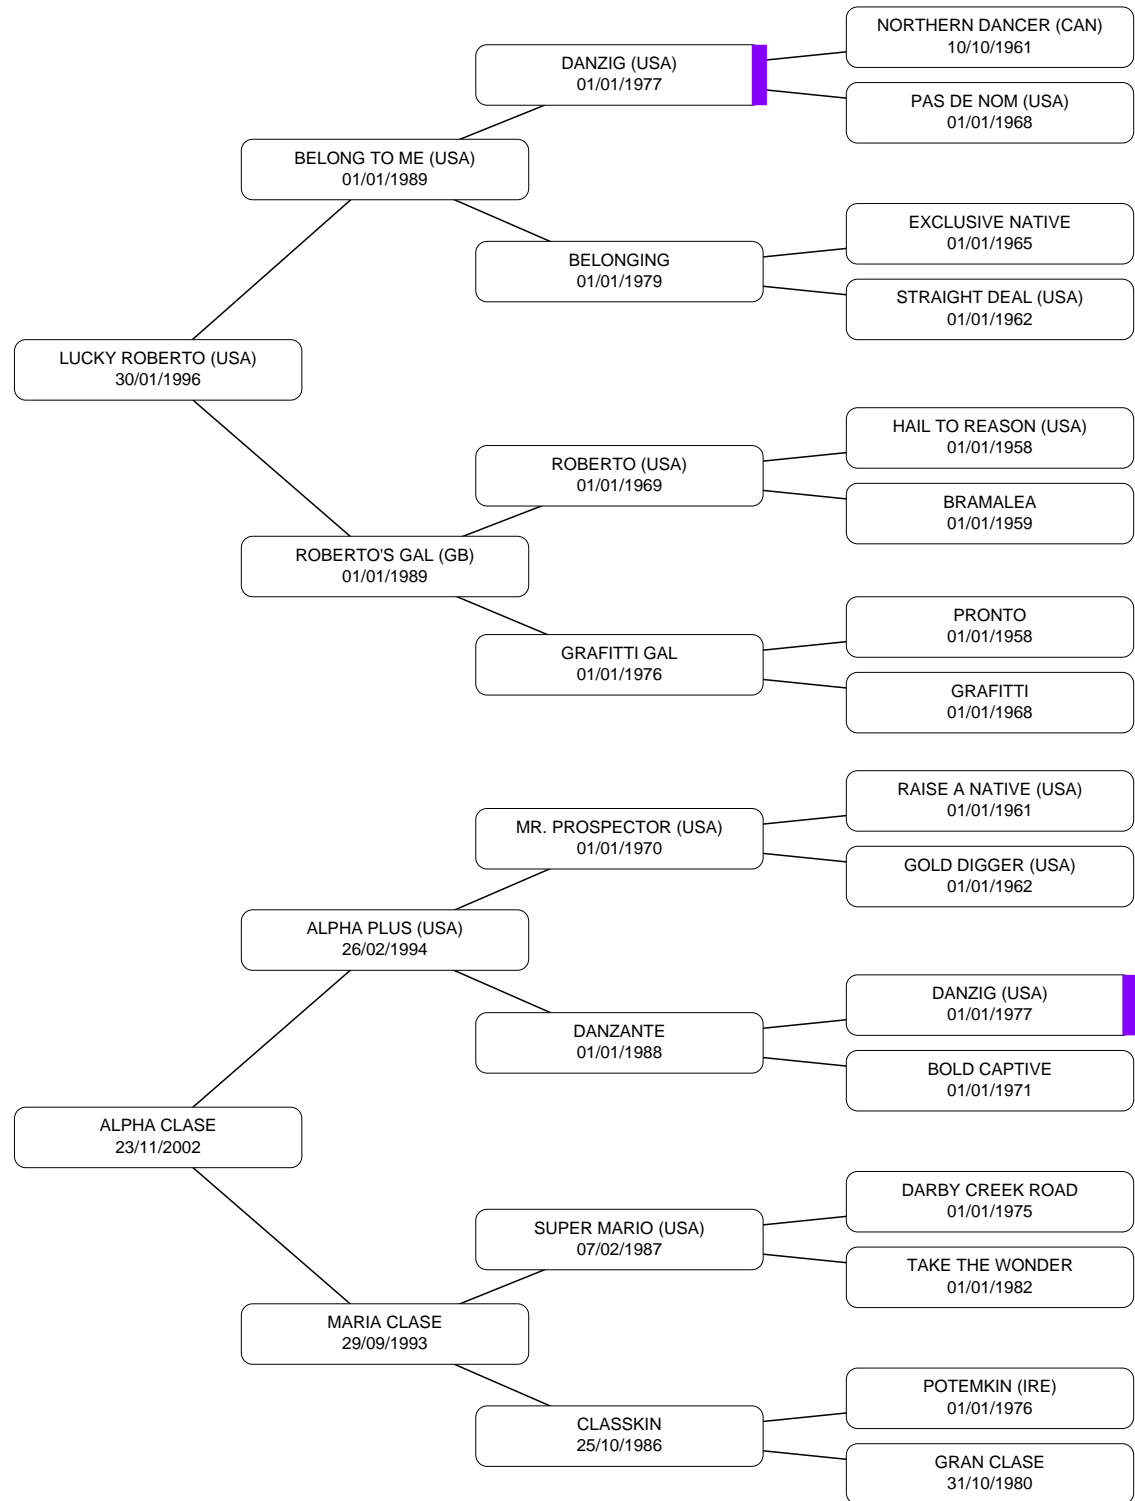 NORTHERN DANCER (CAN)
10/10/1961
DANZIG (USA)
01/01/1977
PAS DE NOM (USA)
01/01/1968
BELONG TO ME (USA)
01/01/1989
EXCLUSIVE NATIVE
01/01/1965
BELONGING
01/01/1979
STRAIGHT DEAL (USA)
01/01/1962
LUCKY ROBERTO (USA)
30/01/1996
HAIL TO REASON (USA)
01/01/1958
ROBERTO (USA)
01/01/1969
BRAMALEA
01/01/1959
ROBERTO'S GAL (GB)
01/01/1989
PRONTO
01/01/1958
GRAFITTI GAL
01/01/1976
GRAFITTI
01/01/1968
RAISE A NATIVE (USA)
01/01/1961
MR. PROSPECTOR (USA)
01/01/1970
GOLD DIGGER (USA)
01/01/1962
ALPHA PLUS (USA)
26/02/1994
DANZIG (USA)
01/01/1977
DANZANTE
01/01/1988
BOLD CAPTIVE
01/01/1971
ALPHA CLASE
23/11/2002
DARBY CREEK ROAD
01/01/1975
SUPER MARIO (USA)
07/02/1987
TAKE THE WONDER
01/01/1982
MARIA CLASE
29/09/1993
POTEMKIN (IRE)
01/01/1976
CLASSKIN
25/10/1986
GRAN CLASE
31/10/1980